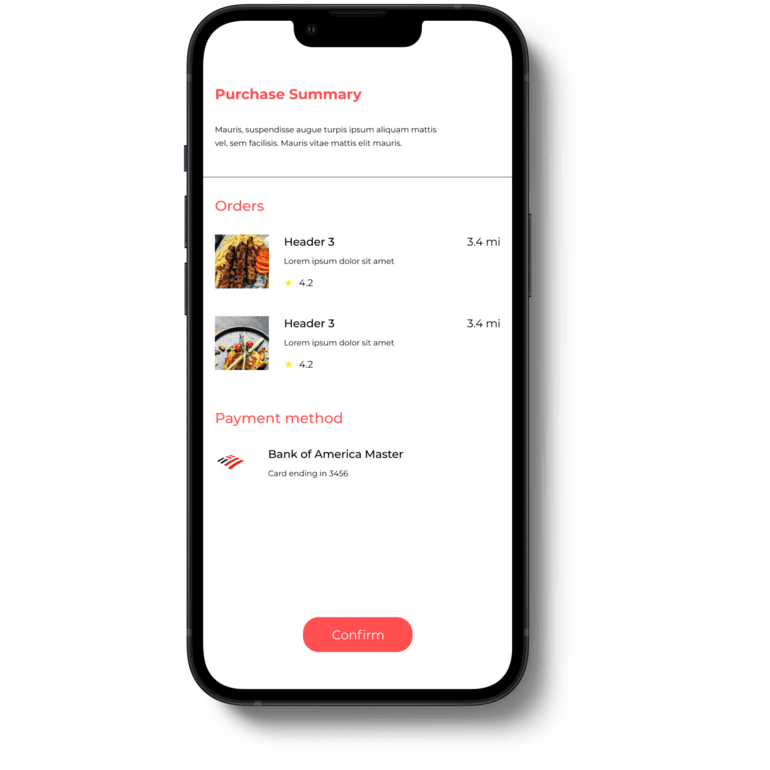 Purchase Summary
Mauris, suspendisse augue turpis ipsum aliquam mattis
vel, sem facilisis. Mauris vitae mattis elit mauris.
Orders
Header 3
3.4 mi
Lorem ipsum dolor sit amet
★ 4.2
Header 3
3.4 mi
Lorem ipsum dolor sit amet
★ 4.2
Payment method
Bank of America Master
Card ending in 3456
Confirm